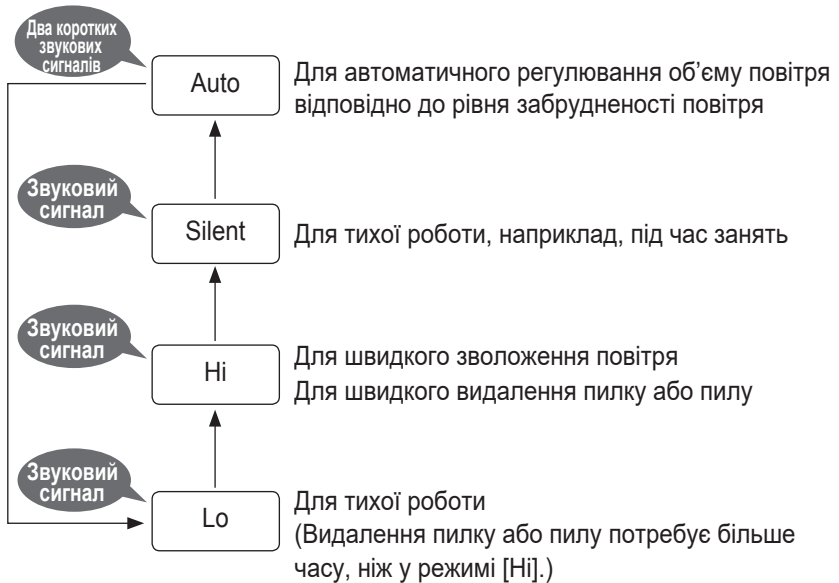 Два коротких
звукових
сигналів
Auto
Для автоматичного регулювання об’єму повітря
відповідно до рівня забрудненості повітря
Звуковий
сигнал
Silent
Для тихої роботи, наприклад, під час занять
Звуковий
сигнал
Hi
Для швидкого зволоження повітря
Для швидкого видалення пилку або пилу
Звуковий
сигнал
Lo
Для тихої роботи
(Видалення пилку або пилу потребує більше
часу, ніж у режимі [Hi].)